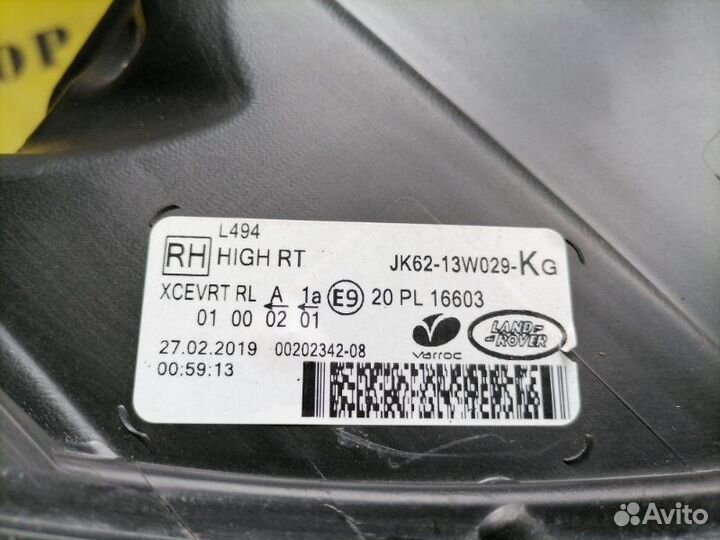 ОР
L494
RH HIGH RT JK62-13W029-KG
XCEVRT RL A 1a E9 20 PL 16603
01 00 02 01
27.02.2019 00202342-08
00:59:13
varroc
LAND-
-ROVER
Avito